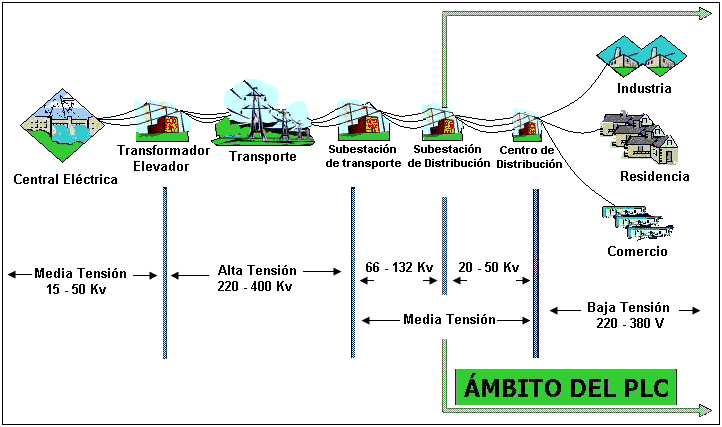 Industria
Central Eléctrica
Transformador
Elevador
Transporte
Subestación
de transporte
Subestación
de Distribución
Centro de
Distribución
Residencia
Comercio
Media Tensión
15 - 50 Kv
Alta Tensión
220 - 400 Kv
66 - 132 Kv
20 - 50 Kv
Media Tensión
Baja Tensión
220 - 380 V
ÁMBITO DEL PLC